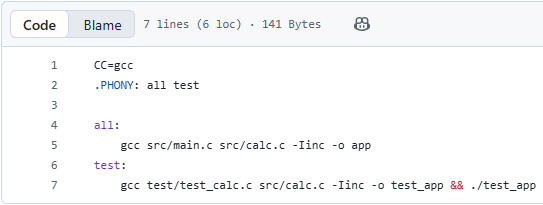 Code Blame 7 lines (6 loc) · 141 Bytes
1 CC=gcc
2 .PHONY: all test
3
4 all:
5 gcc src/main.c src/calc.c -Iinc -o app
6 test:
7 gcc test/test_calc.c src/calc.c -Iinc -o test_app && ./test_app